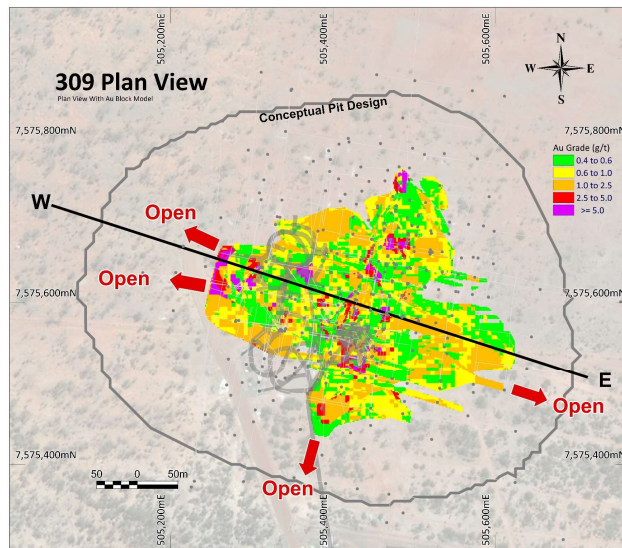 505,200mE
505,400mE
505,600mE
N
W
E
S
309 Plan View
Plan View With Au Block Model
Conceptual Pit Design
7,575,800mN
7,575,800mN
Au Grade (g/t)
0.4 to 0.6
0.6 to 1.0
1.0 to 2.5
2.5 to 5.0
>= 5.0
W
Open
Open
7,575,600mN
7,575,600mN
E
Open
7,575,400mN
7,575,400mN
50
0
50m
Open
505,200mE
505,400mE
505,600mE